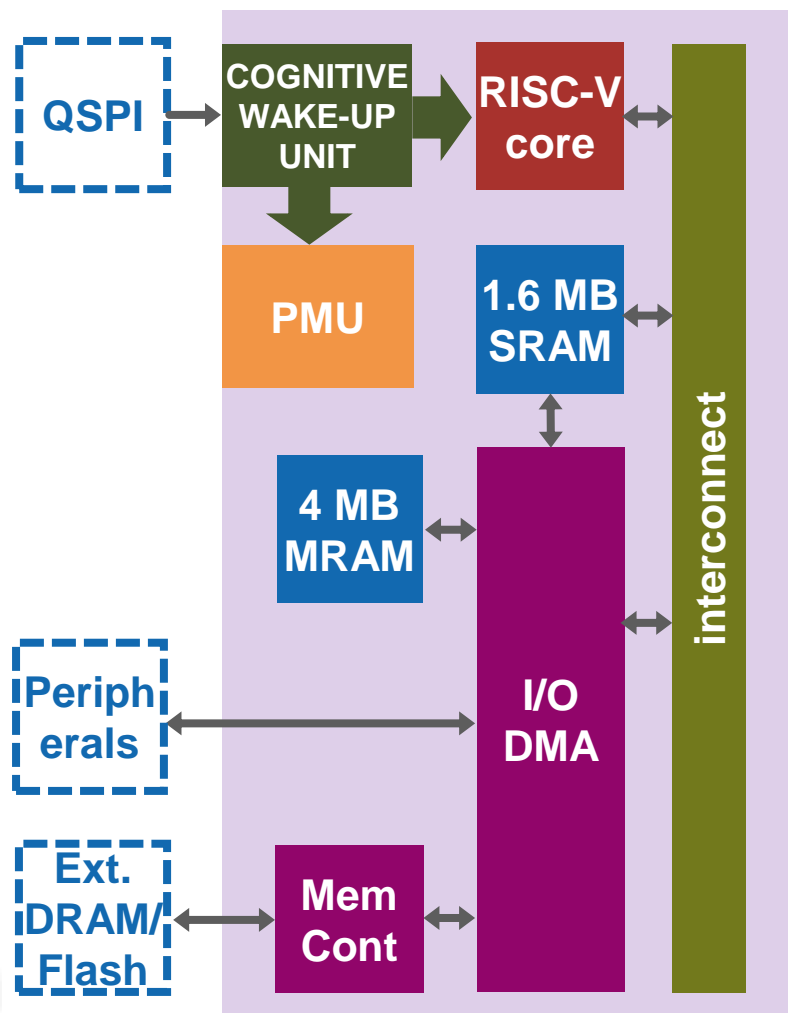 QSPI
COGNITIVE
WAKE-UP
UNIT
RISC-V
core
PMU
1.6 MB
SRAM
4 MB
MRAM
interconnect
Periph
erals
I/O
DMA
Ext.
DRAM/
Flash
Mem
Cont